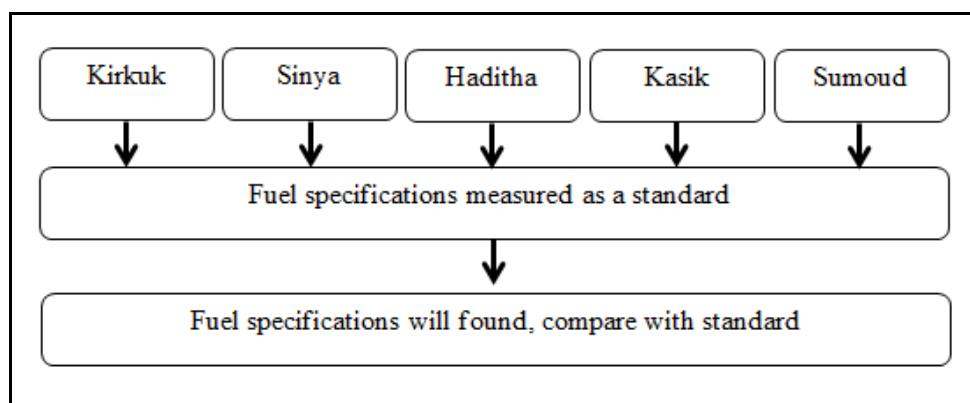 Kirkuk
Sinya
Haditha
Kasik
Sumoud
Fuel specifications measured as a standard
Fuel specifications will found, compare with standard